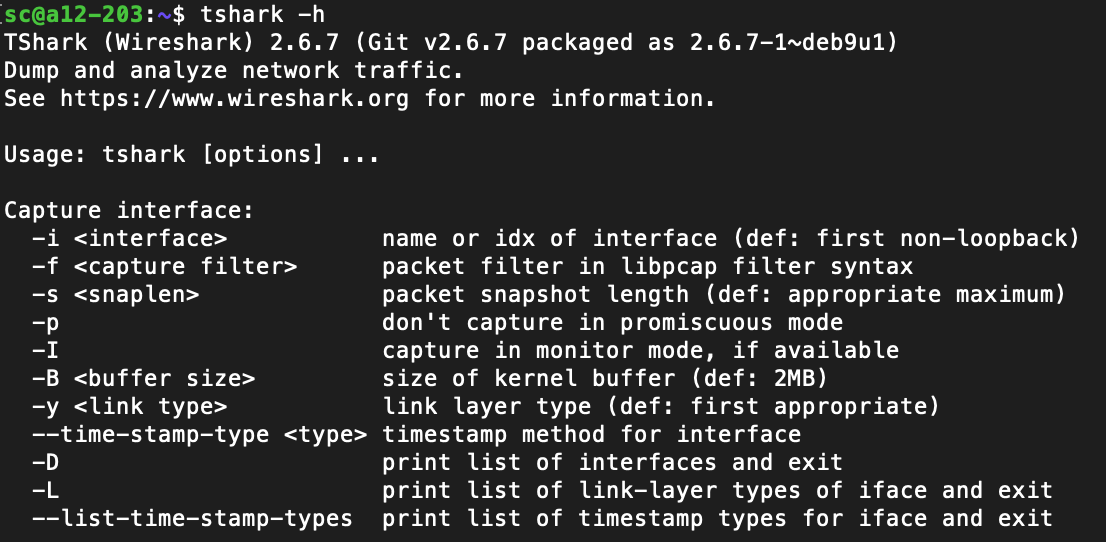 [sc@a12-203:~$ tshark -h
TShark (Wireshark) 2.6.7 (Git v2.6.7 packaged as 2.6.7-1~deb9u1)
Dump and analyze network traffic.
See https://www.wireshark.org for more information.

Usage: tshark [options] ...

Capture interface:
  -i <interface>           name or idx of interface (def: first non-loopback)
  -f <capture filter>      packet filter in libpcap filter syntax
  -s <snaplen>             packet snapshot length (def: appropriate maximum)
  -p                       don't capture in promiscuous mode
  -I                       capture in monitor mode, if available
  -B <buffer size>         size of kernel buffer (def: 2MB)
  -y <link type>           link layer type (def: first appropriate)
  --time-stamp-type <type> timestamp method for interface
  -D                       print list of interfaces and exit
  -L                       print list of link-layer types of iface and exit
  --list-time-stamp-types  print list of timestamp types for iface and exit